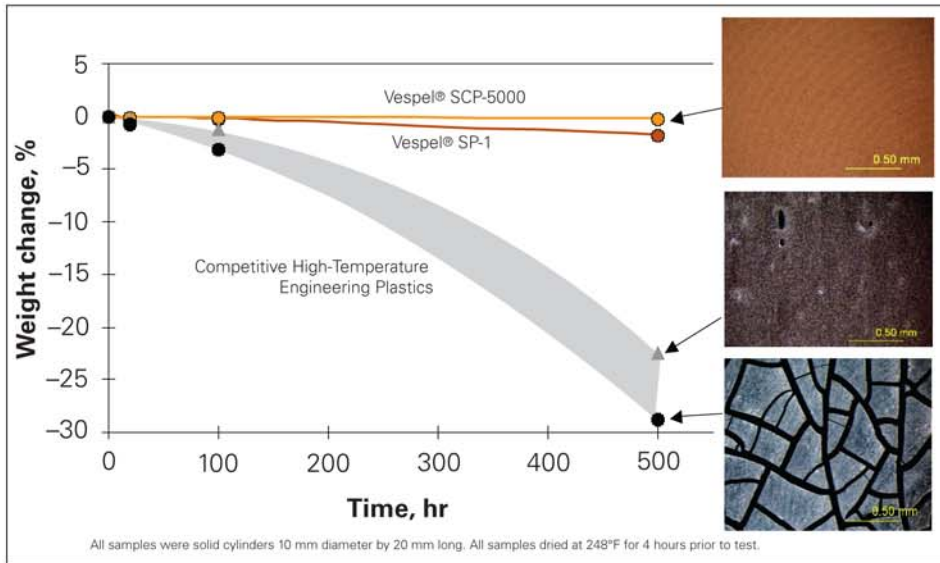 5
0
–5
–10
–15
–20
–25
–30
Weight change, %
0
100
200
300
400
500
Time, hr
Vespel® SCP-5000
Vespel® SP-1
Competitive High-Temperature
Engineering Plastics
0.50 mm
0.50 mm
0.50 mm
All samples were solid cylinders 10 mm diameter by 20 mm long. All samples dried at 248°F for 4 hours prior to test.